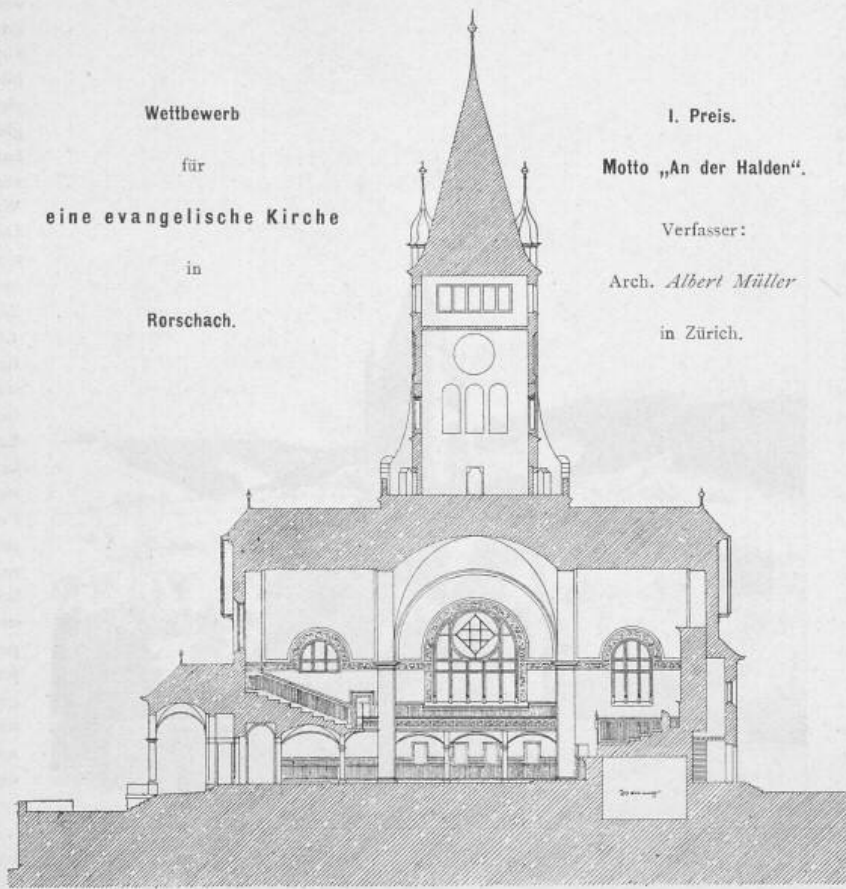 Wettbewerb
für
eine evangelische Kirche
in
Rorschach.
I. Preis.
Motto „An der Halden“.
Verfasser:
Arch. Albert Müller
in Zürich.